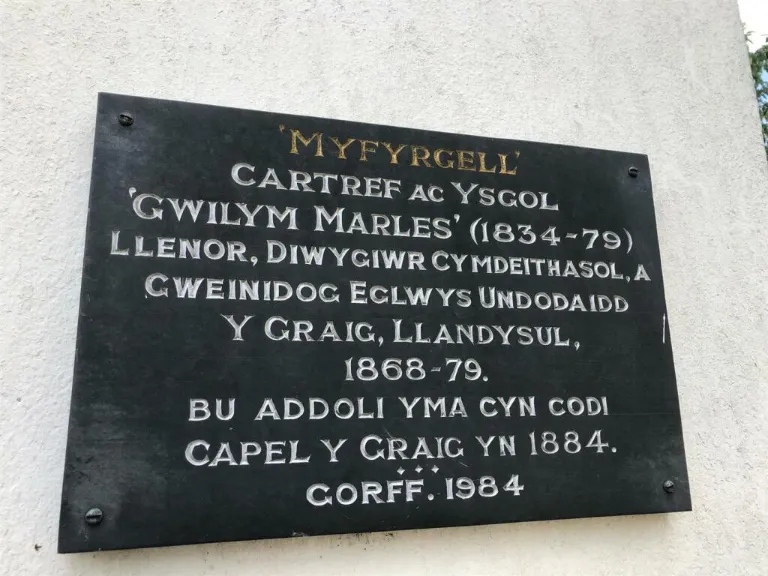 'MYFYRGELL'
CARTREF AC YSGOL
'GWILYM MARLES' (1834-79)
LLENOR, DIWYGIWR CYMDEITHASOL, A
GWEINIDOG EGLWYS UNDODAIDD
Y GRAIG, LLANDYSUL,
1868-79.
BU ADDOLI YMA CYN CODI
CAPEL Y GRAIG YN 1884.
GORFF. 1984